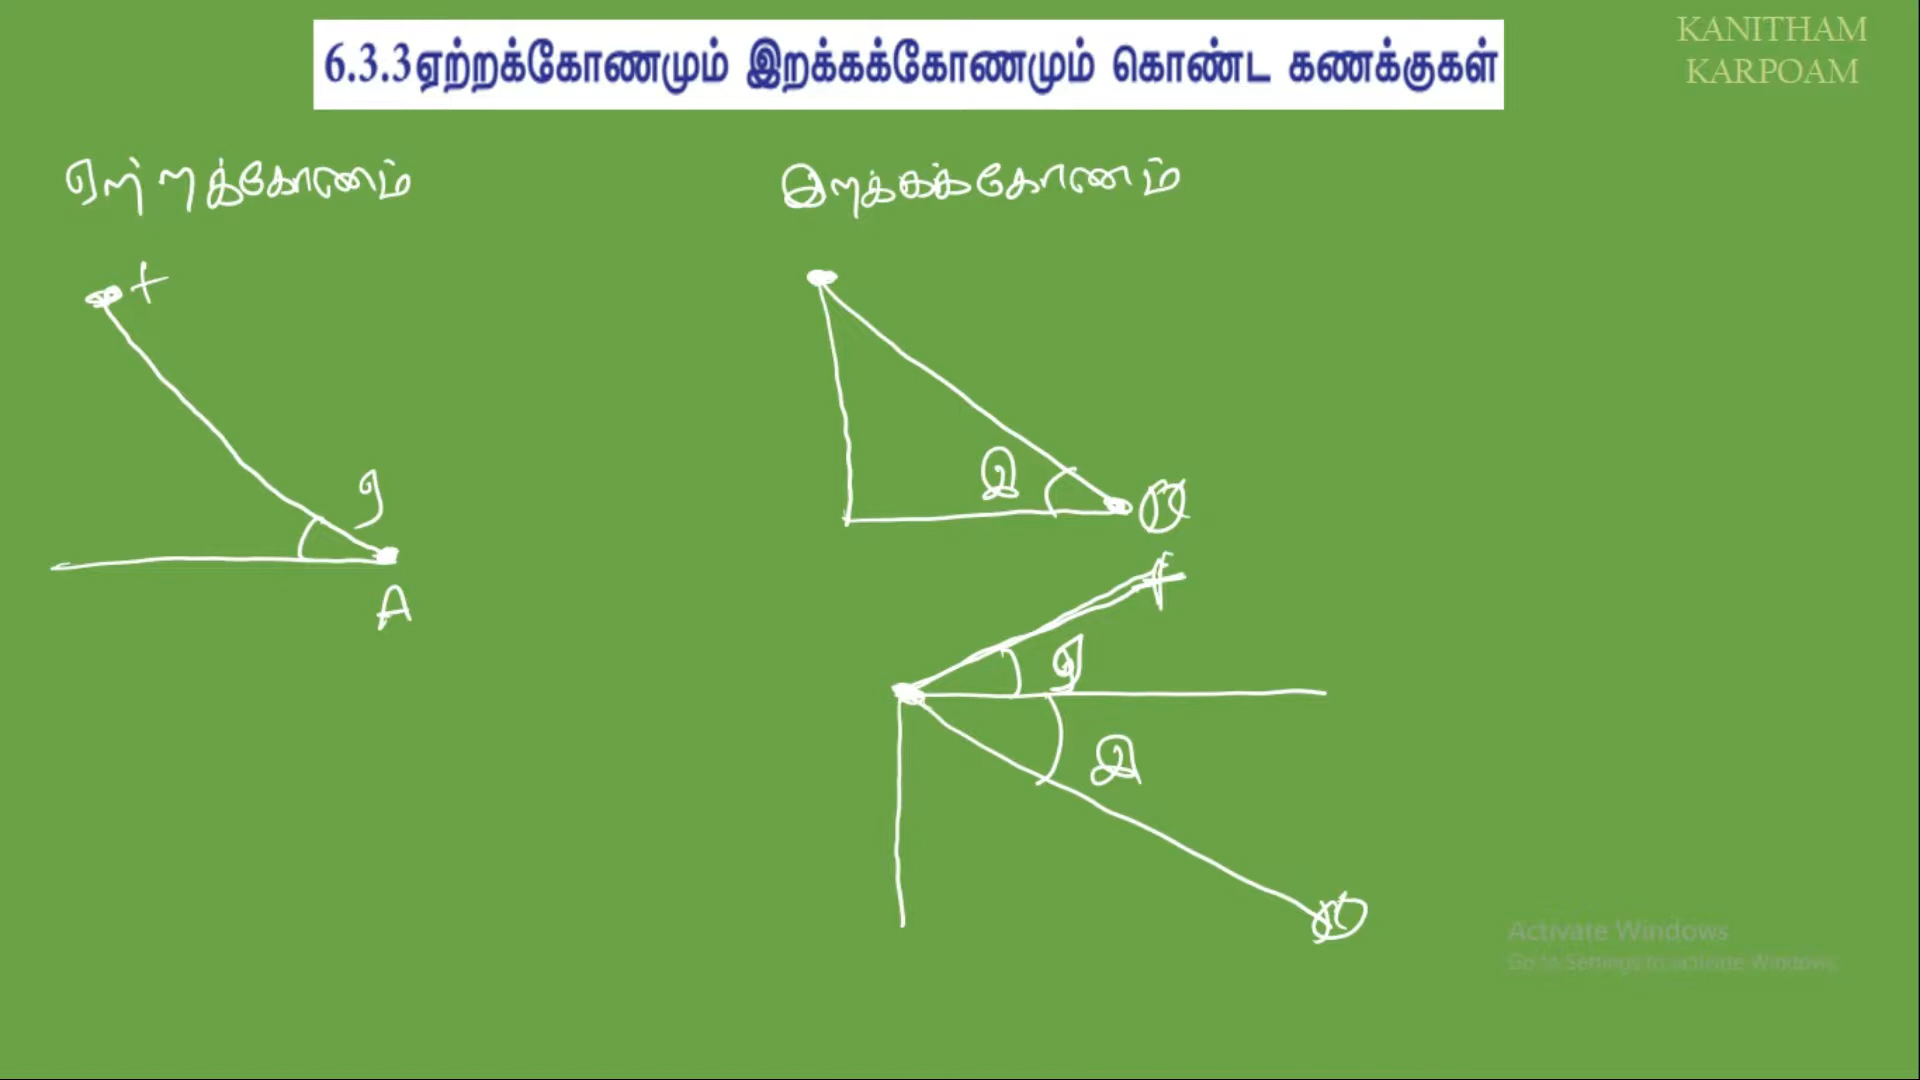 6.3.3ஏற்றக்கோணமும் இறக்கக்கோணமும் கொண்ட கணக்குகள்
KANITHAM
KARPOAM
ஏற்றக்கோணம்
இறக்கக்கோணம்
இ
ஏ
A
ஏ
இ
Activate Windows
Go to Settings to activate Windows.